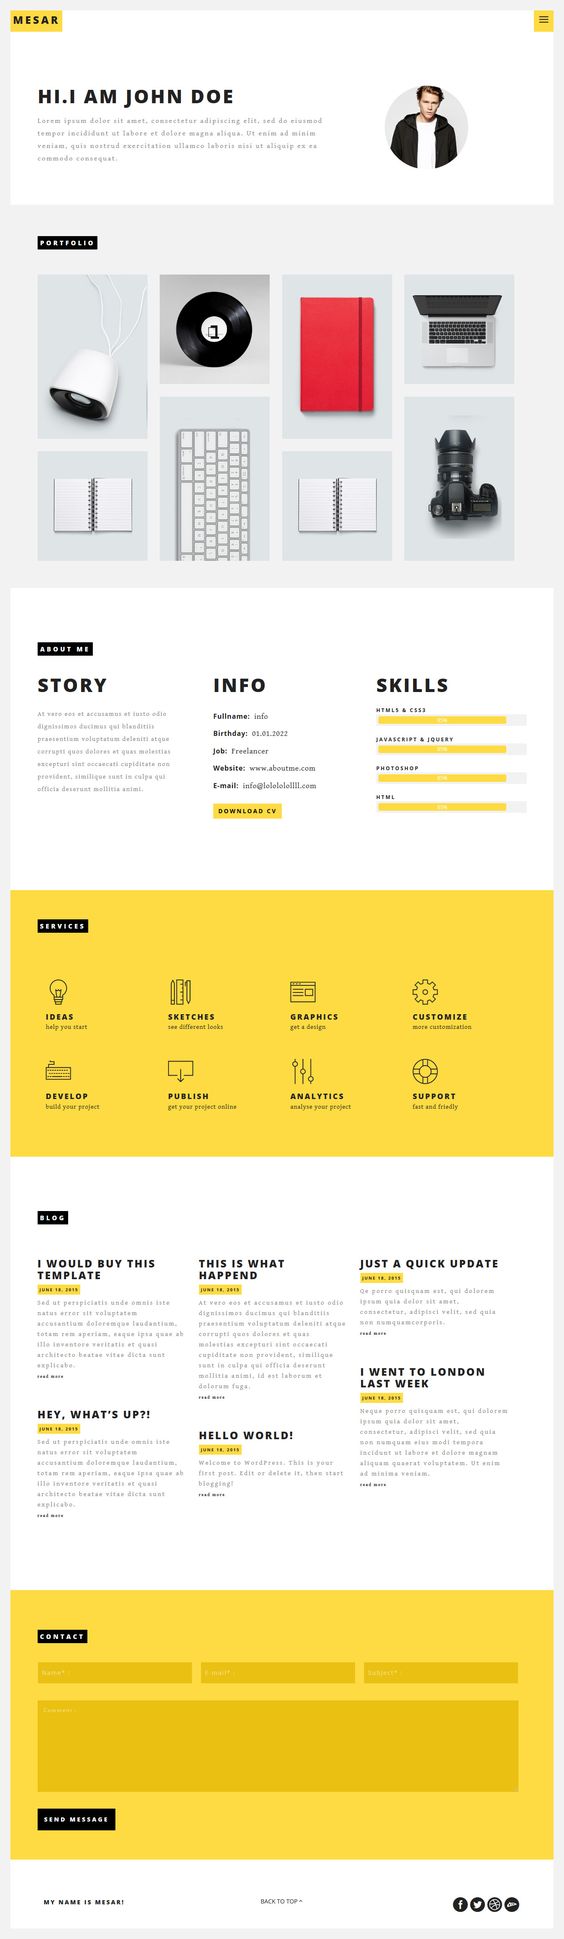 MESAR
HI.I AM JOHN DOE
Lorem ipsum dolor sit amet, consectetur adipiscing elit, sed do eiusmod
tempor incididunt ut labore et dolore magna aliqua. Ut enim ad minim
veniam, quis nostrud exercitation ullamco laboris nisi ut aliquip ex ea
commodo consequat.
PORTFOLIO
1
ABOUT ME
STORY
At vero eos et accusamus et iusto odio
dignissimos ducimus qui blanditiis
praesentium voluptatum deleniti atque
corrupti quos dolores et quas molestias
excepturi sint occaecati cupiditate non
provident, similique sunt in culpa qui
officia deserunt mollitia animi.
INFO
Fullname: info
Birthday: 01.01.2022
Job: Freelancer
Website: www.aboutme.com
E-mail: info@lolololollll.com
DOWNLOAD CV
SKILLS
HTML5 & CSS3
85%
JAVASCRIPT & JQUERY
85%
PHOTOSHOP
85%
HTML
85%
SERVICES
IDEAS
help you start
SKETCHES
see different looks
GRAPHICS
get a design
CUSTOMIZE
more customization
DEVELOP
build your project
PUBLISH
get your project online
ANALYTICS
analyse your project
SUPPORT
fast and friedly
BLOG
I WOULD BUY THIS
TEMPLATE
JUNE 18, 2015
Sed ut perspiciatis unde omnis iste
natus error sit voluptatem
accusantium doloremque laudantium,
totam rem aperiam, eaque ipsa quae ab
illo inventore veritatis et quasi
architecto beatae vitae dicta sunt
explicabo.
read more
HEY, WHAT'S UP?!
JUNE 18, 2015
Sed ut perspiciatis unde omnis iste
natus error sit voluptatem
accusantium doloremque laudantium,
totam rem aperiam, eaque ipsa quae ab
illo inventore veritatis et quasi
architecto beatae vitae dicta sunt
explicabo.
read more
THIS IS WHAT
HAPPEND
JUNE 18, 2015
At vero eos et accusamus et iusto odio
dignissimos ducimus qui blanditiis
praesentium voluptatum deleniti atque
corrupti quos dolores et quas
molestias excepturi sint occaecati
cupiditate non provident, similique
sunt in culpa qui officia deserunt
mollitia animi, id est laborum et
dolorum fuga.
read more
HELLO WORLD!
JUNE 18, 2015
Welcome to WordPress. This is your
first post. Edit or delete it, then start
blogging!
read more
JUST A QUICK UPDATE
JUNE 18, 2015
Qe porro quisquam est, qui dolorem
ipsum quia dolor sit amet,
consectetur, adipisci velit, sed quia
non numquamcorporis.
read more
I WENT TO LONDON
LAST WEEK
JUNE 18, 2015
Neque porro quisquam est, qui dolorem
ipsum quia dolor sit amet,
consectetur, adipisci velit, sed quia
non numquam eius modi tempora
incidunt ut labore et dolore magnam
aliquam quaerat voluptatem. Ut enim
ad minima veniam.
read more
CONTACT
Name* :
E-mail* :
Subject* :
Comment :
SEND MESSAGE
MY NAME IS MESAR!
BACK TO TOP ^